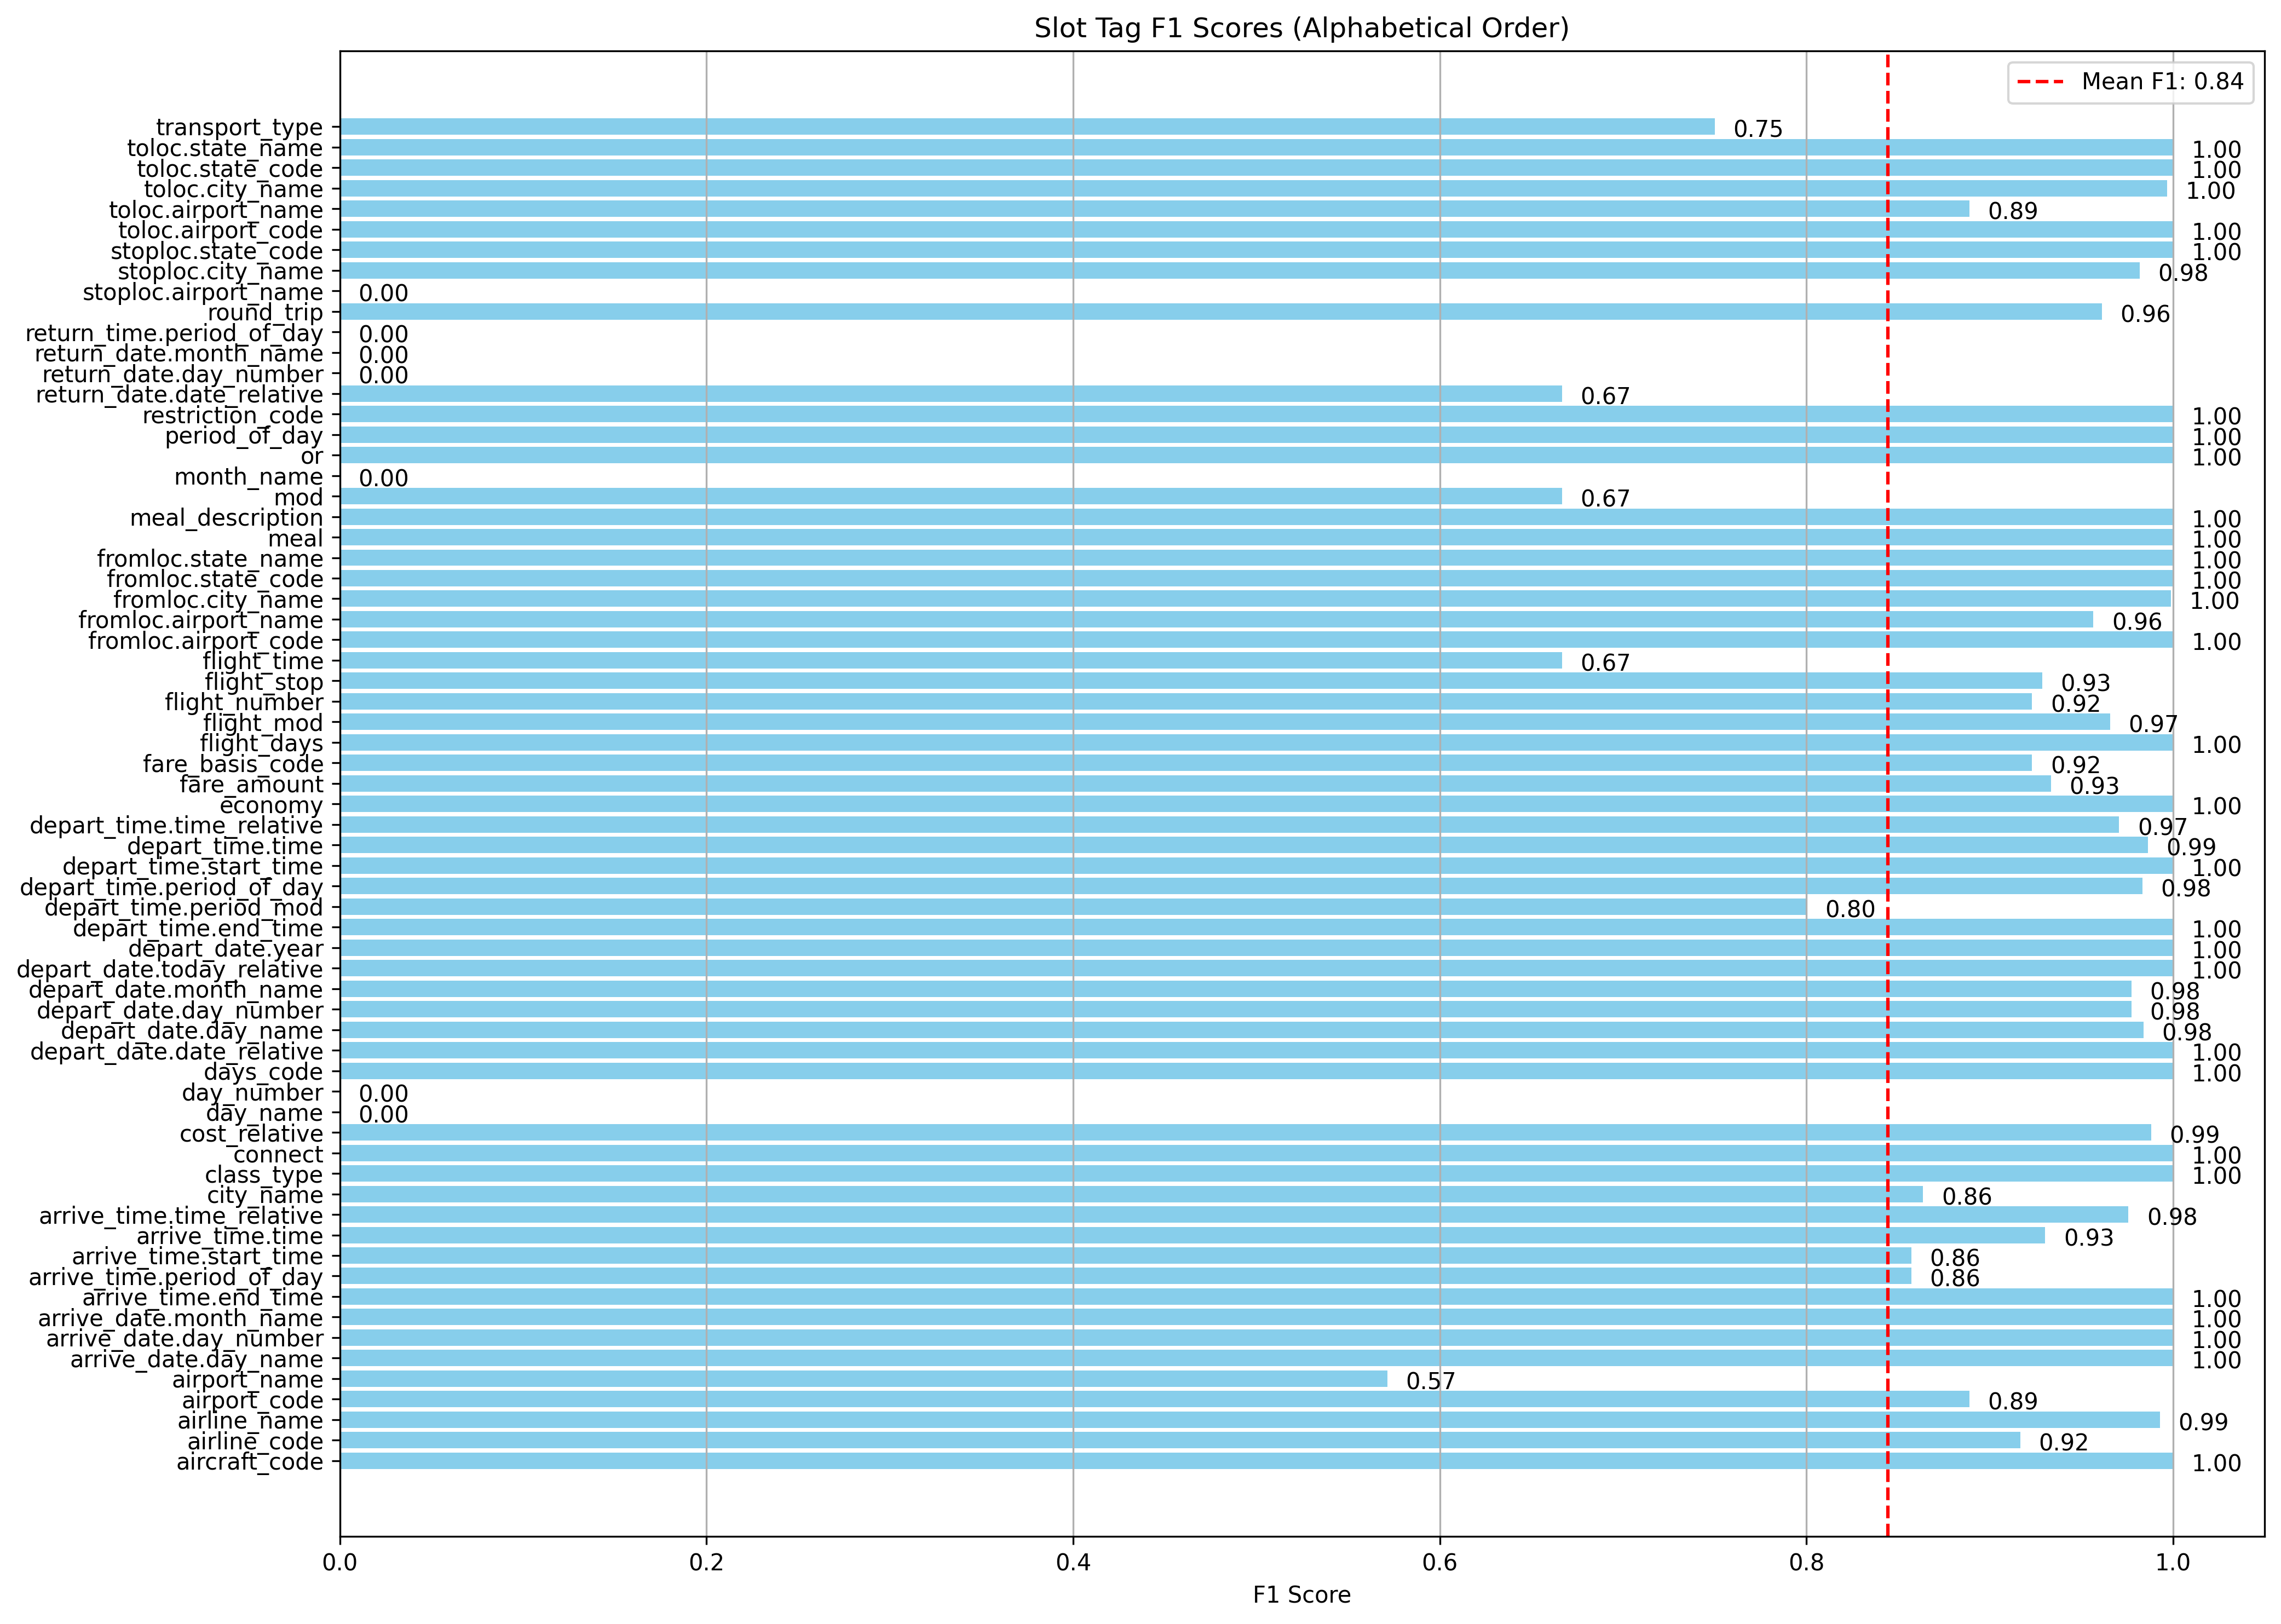 Slot Tag F1 Scores (Alphabetical Order)
Mean F1: 0.84
transport_type 0.75
toloc.state_name 1.00
toloc.state_code 1.00
toloc.city_name 1.00
toloc.airport_name 0.89
toloc.airport_code 1.00
stoploc.state_code 1.00
stoploc.city_name 0.98
stoploc.airport_name 0.00
round_trip 0.96
return_time.period_of_day 0.00
return_date.month_name 0.00
return_date.day_number 0.00
return_date.date_relative 0.67
restriction_code 1.00
period_of_day 1.00
or 1.00
month_name 0.00
mod 0.67
meal_description 1.00
meal 1.00
fromloc.state_name 1.00
fromloc.state_code 1.00
fromloc.city_name 1.00
fromloc.airport_name 0.96
fromloc.airport_code 1.00
flight_time 0.67
flight_stop 0.93
flight_number 0.92
flight_mod 0.97
flight_days 1.00
fare_basis_code 0.92
fare_amount 0.93
economy 1.00
depart_time.time_relative 0.97
depart_time.time 0.99
depart_time.start_time 1.00
depart_time.period_of_day 0.98
depart_time.period_mod 0.80
depart_time.end_time 1.00
depart_date.year 1.00
depart_date.today_relative 1.00
depart_date.month_name 0.98
depart_date.day_number 0.98
depart_date.day_name 0.98
depart_date.date_relative 1.00
days_code 1.00
day_number 0.00
day_name 0.00
cost_relative 0.99
connect 1.00
class_type 1.00
city_name 0.86
arrive_time.time_relative 0.98
arrive_time.time 0.93
arrive_time.start_time 0.86
arrive_time.period_of_day 0.86
arrive_time.end_time 1.00
arrive_date.month_name 1.00
arrive_date.day_number 1.00
arrive_date.day_name 1.00
airport_name 0.57
airport_code 0.89
airline_name 0.99
airline_code 0.92
aircraft_code 1.00
0.0 0.2 0.4 0.6 0.8 1.0
F1 Score